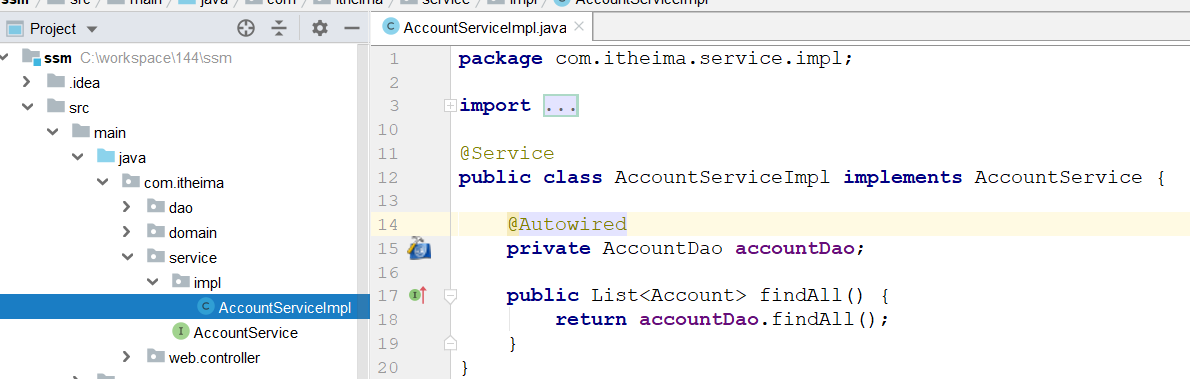 ssm src main java com itheima service impl AccountServiceImpl
Project
AccountServiceImpl.java
ssm C:\workspace\144\ssm
.idea
src
main
java
com.itheima
dao
domain
service
impl
AccountServiceImpl
AccountService
web.controller
1 package com.itheima.service.impl;
2
3 import ...
10
11 @Service
12 public class AccountServiceImpl implements AccountService {
13
14 @Autowired
15 private AccountDao accountDao;
16
17 public List<Account> findAll() {
18 return accountDao.findAll();
19 }
20 }